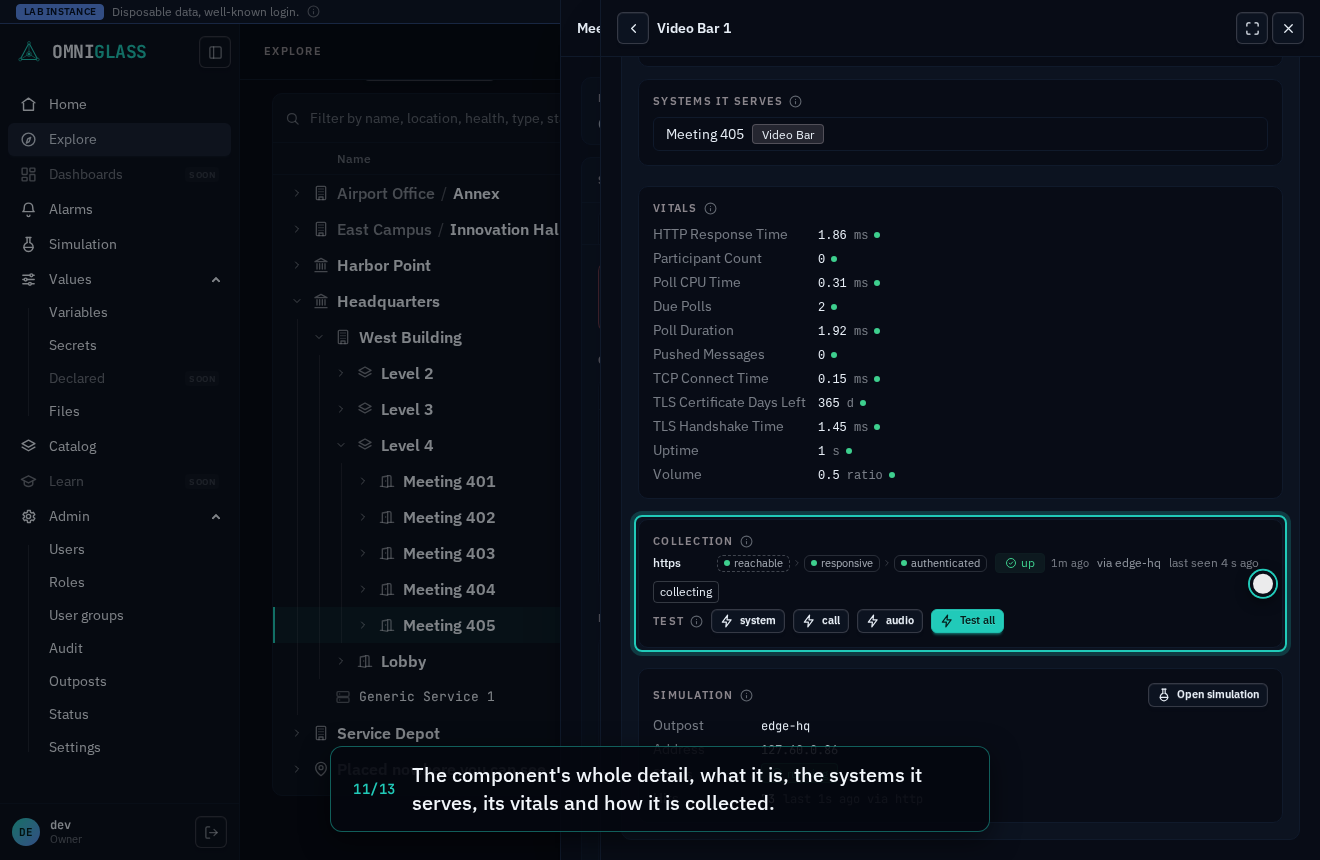 LAB INSTANCE Disposable data, well-known login.
OMNIGLASS
Home
Explore
Dashboards SOON
Alarms
Simulation
Values
Variables
Secrets
Declared SOON
Files
Catalog
Learn SOON
Admin
Users
Roles
User groups
Audit
Outposts
Status
Settings
DE dev
Owner
EXPLORE
Filter by name, location, health, type, st
Name
Airport Office / Annex
East Campus / Innovation Hal
Harbor Point
Headquarters
West Building
Level 2
Level 3
Level 4
Meeting 401
Meeting 402
Meeting 403
Meeting 404
Meeting 405
Lobby
Generic Service 1
Service Depot
Mee
Video Bar 1
SYSTEMS IT SERVES
Meeting 405 Video Bar
VITALS
HTTP Response Time 1.86 ms
Participant Count 0
Poll CPU Time 0.31 ms
Due Polls 2
Poll Duration 1.92 ms
Pushed Messages 0
TCP Connect Time 0.15 ms
TLS Certificate Days Left 365 d
TLS Handshake Time 1.45 ms
Uptime 1 s
Volume 0.5 ratio
COLLECTION
https reachable › responsive › authenticated up 1m ago via edge-hq last seen 4 s ago
collecting
TEST system call audio Test all
SIMULATION Open simulation
Outpost edge-hq
Address 127.60.0.86
11/13 The component's whole detail, what it is, the systems it
serves, its vitals and how it is collected.